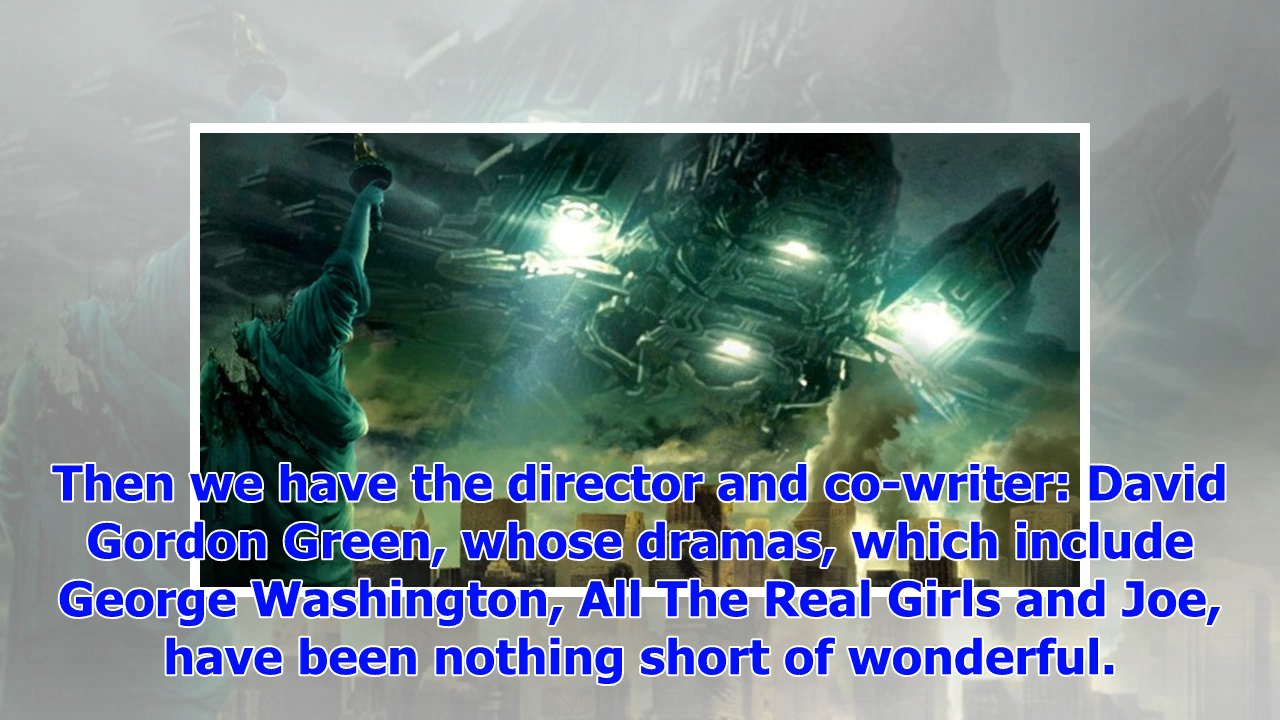 Then we have the director and co-writer: David
Gordon Green, whose dramas, which include
George Washington, All The Real Girls and Joe,
have been nothing short of wonderful.